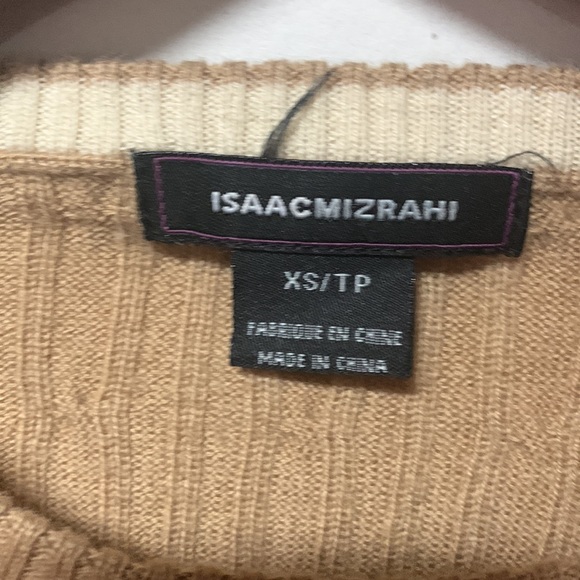 ISAACMIZRAHI
XS/TP
FABRIQUE EN CHINE
MADE IN CHINA